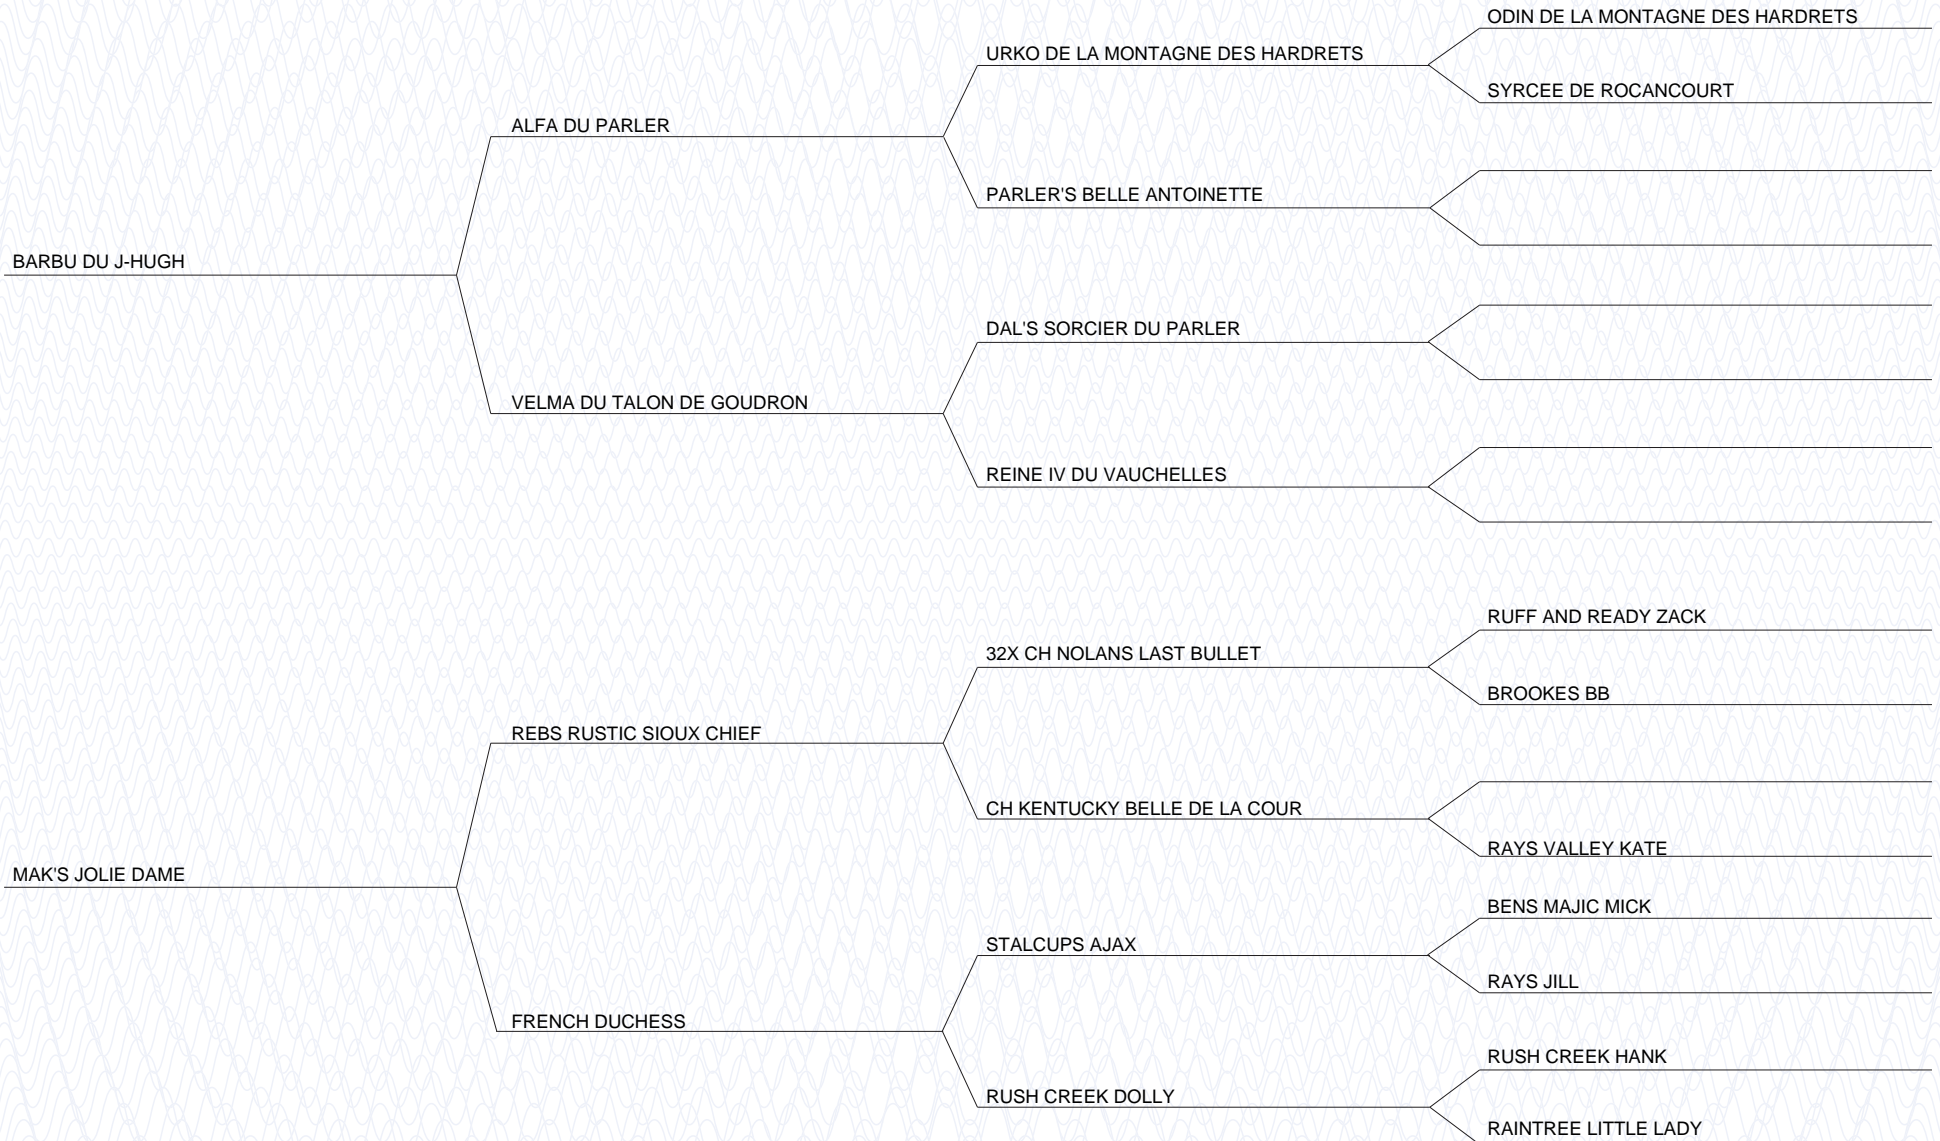 ODIN DE LA MONTAGNE DES HARDRETS
URKO DE LA MONTAGNE DES HARDRETS
SYRCEE DE ROCANCOURT
ALFA DU PARLER
PARLER'S BELLE ANTOINETTE
BARBU DU J-HUGH
DAL'S SORCIER DU PARLER
VELMA DU TALON DE GOUDRON
REINE IV DU VAUCHELLES
RUFF AND READY ZACK
32X CH NOLANS LAST BULLET
BROOKES BB
REBS RUSTIC SIOUX CHIEF
CH KENTUCKY BELLE DE LA COUR
RAYS VALLEY KATE
MAK'S JOLIE DAME
BENS MAJIC MICK
STALCUPS AJAX
RAYS JILL
FRENCH DUCHESS
RUSH CREEK HANK
RUSH CREEK DOLLY
RAINTREE LITTLE LADY